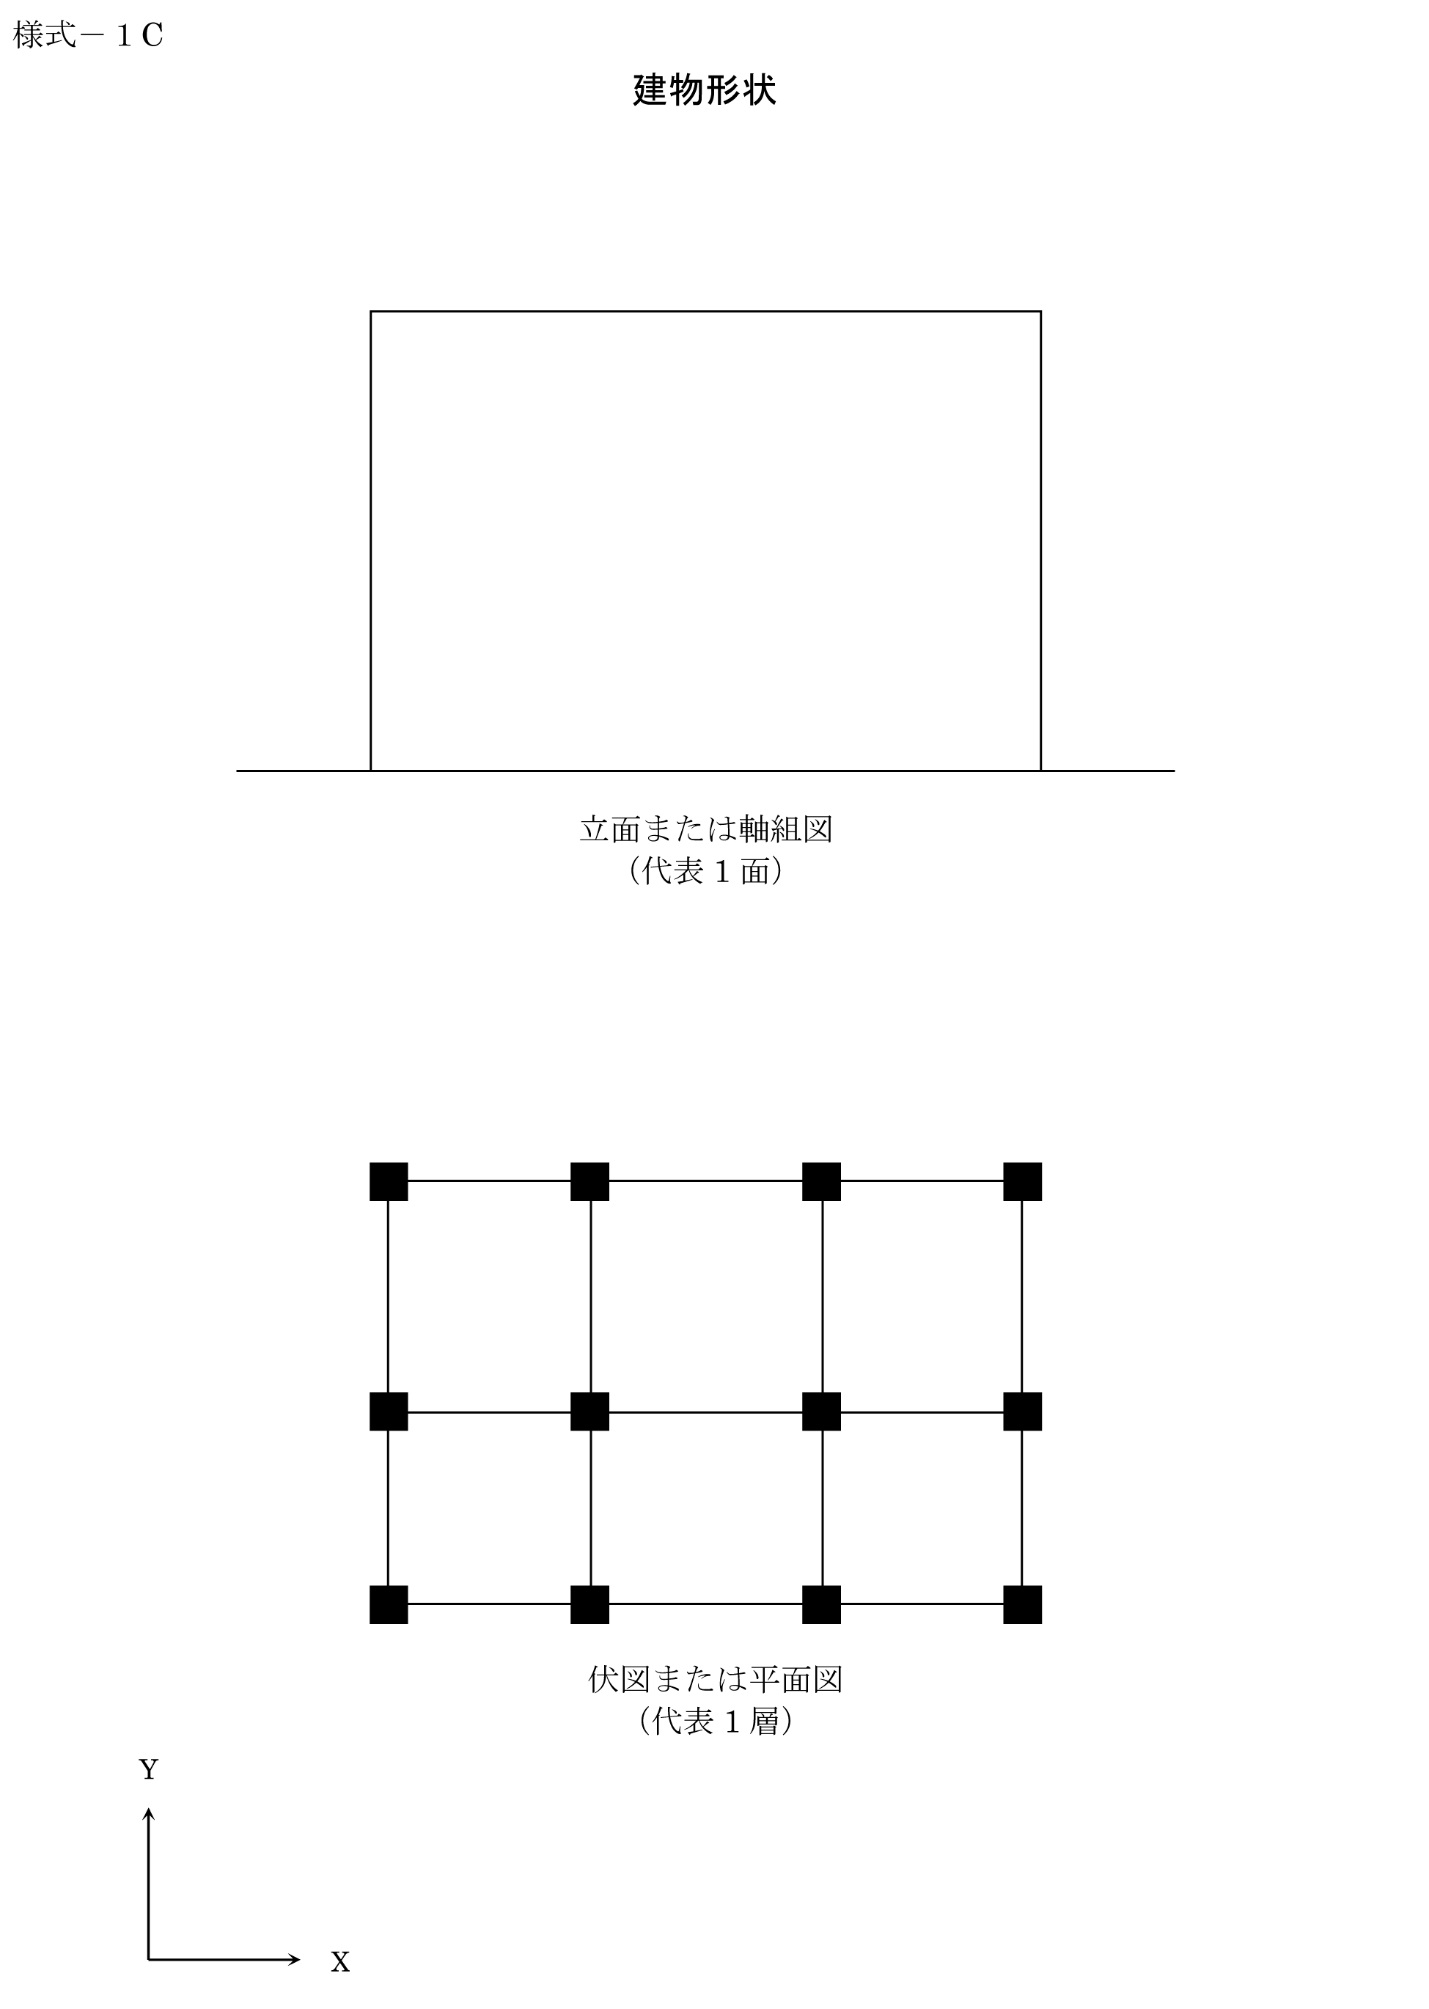 様式－１C
建物形状
立面または軸組図
（代表 1 面）
伏図または平面図
（代表 1 層）
Y
X